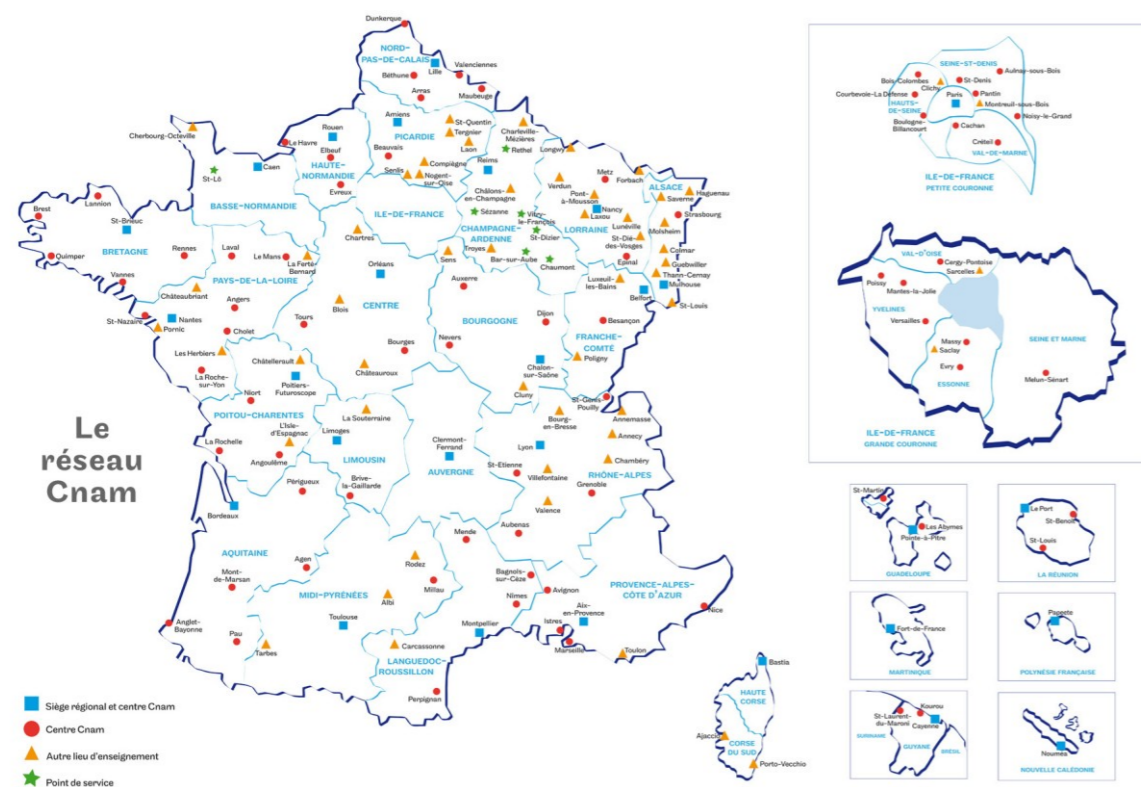 Dunkerque
NORD-
PAS-DE-CALAIS
Lille
Valenciennes
Béthune
Arras
Maubeuge
Cherbourg-Octeville
Rouen
Le Havre
Elbeuf
HAUTE-
NORMANDIE
Evreux
Amiens
PICARDIE
St-Quentin
Tergnier
Laon
Beauvais
Compiègne
Senlis
Nogent-
sur-Oise
Charleville-
Mézières
Rethel
Reims
Longwy
Châlons-
en-Champagne
Sézanne
Vitry-
le-François
St-Dizier
CHAMPAGNE-
ARDENNE
Troyes
Bar-sur-Aube
Chaumont
Verdun
Metz
Forbach
Pont-
à-Mousson
Nancy
Laxou
Lunéville
LORRAINE
St-Dié-
des-Vosges
Epinal
ALSACE
Haguenau
Saverne
Strasbourg
Molsheim
Colmar
Guebwiller
Thann-Cernay
Mulhouse
St-Louis
Luxeuil-
les-Bains
Belfort
St-Lô
Caen
BASSE-NORMANDIE
Lannion
Brest
St-Brieuc
BRETAGNE
Quimper
Vannes
Rennes
Laval
Le Mans
La Ferté-
Bernard
PAYS-DE-LA-LOIRE
Châteaubriant
Angers
St-Nazaire
Nantes
Pornic
Cholet
Les Herbiers
La Roche-
sur-Yon
ILE-DE-FRANCE
Chartres
Orléans
CENTRE
Blois
Tours
Bourges
Châteauroux
Sens
Auxerre
BOURGOGNE
Dijon
Nevers
Chalon-
sur-Saône
Cluny
Besançon
FRANCHE-
COMTÉ
Poligny
Châtellerault
Poitiers-
Futuroscope
Niort
POITOU-CHARENTES
L'Isle-
d'Espagnac
La Rochelle
Angoulême
La Souterraine
Limoges
LIMOUSIN
Brive-
la-Gaillarde
Périgueux
Clermont-
Ferrand
AUVERGNE
St-Genis-
Pouilly
Bourg-
en-Bresse
Annemasse
Annecy
Lyon
Chambéry
St-Etienne
Villefontaine
RHÔNE-ALPES
Grenoble
Valence
Aubenas
Bordeaux
AQUITAINE
Agen
Mont-
de-Marsan
Anglet-
Bayonne
Pau
Tarbes
Rodez
Millau
MIDI-PYRÉNÉES
Albi
Toulouse
Mende
Bagnols-
sur-Cèze
Nîmes
Montpellier
Carcassonne
LANGUEDOC-
ROUSSILLON
Perpignan
Avignon
PROVENCE-ALPES-
CÔTE D'AZUR
Aix-
en-Provence
Istres
Marseille
Toulon
Nice
Bastia
HAUTE
CORSE
Ajaccio
CORSE
DU SUD
Porto-Vecchio
Le
réseau
Cnam
Siège régional et centre Cnam
Centre Cnam
Autre lieu d'enseignement
Point de service
SEINE-ST-DENIS
Bois-Colombes
Aulnay-sous-Bois
St-Denis
Clichy
Courbevoie-La Défense
Paris
Pantin
HAUTS-
DE-SEINE
Montreuil-sous-Bois
Boulogne-
Billancourt
Noisy-le-Grand
Cachan
Créteil
VAL-DE-MARNE
ILE-DE-FRANCE
PETITE COURONNE
VAL-D'OISE
Cergy-Pontoise
Sarcelles
Poissy
Mantes-la-Jolie
YVELINES
Versailles
Massy
Saclay
Evry
ESSONNE
SEINE ET MARNE
Melun-Sénart
ILE-DE-FRANCE
GRANDE COURONNE
St-Martin
Les Abymes
Pointe-à-Pitre
GUADELOUPE
Le Port
St-Benoit
St-Louis
LA RÉUNION
Fort-de-France
MARTINIQUE
Papeete
POLYNÉSIE FRANÇAISE
Kourou
St-Laurent-
du-Maroni
Cayenne
SURINAME
GUYANE
BRÉSIL
Nouméa
NOUVELLE CALÉDONIE